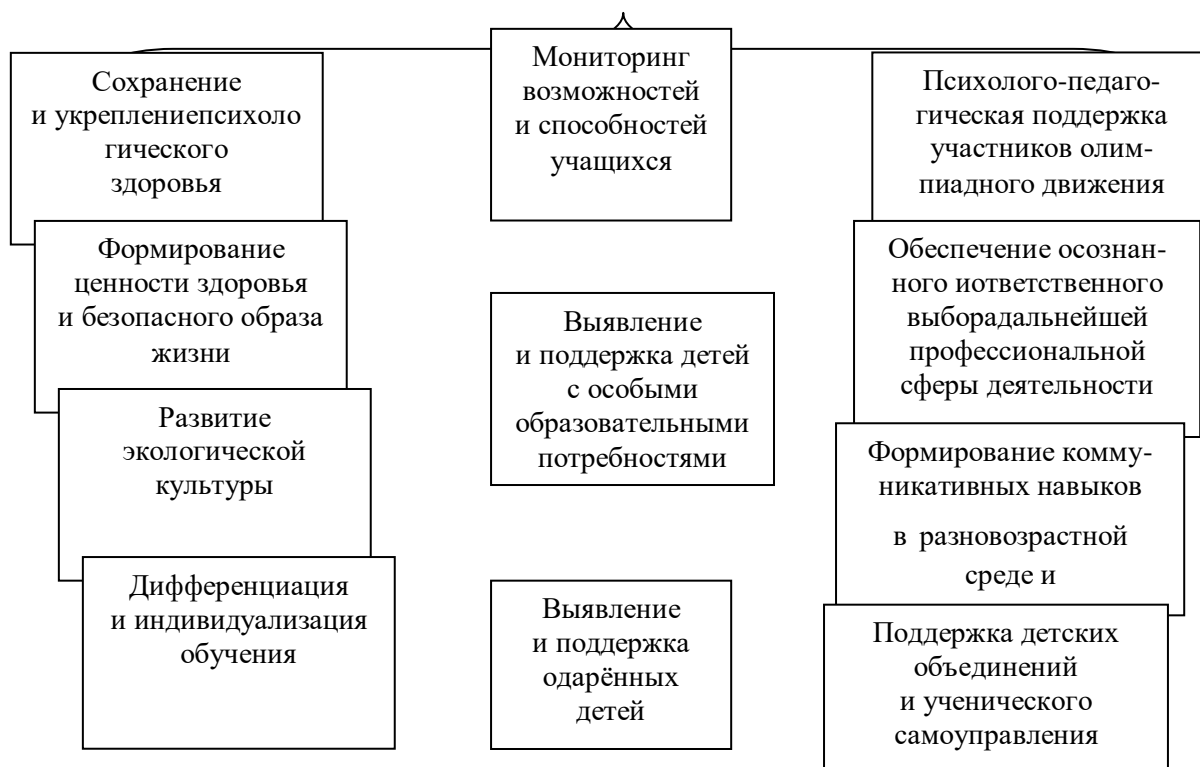 Сохранение
и укреплениепсихоло
гического
здоровья
Формирование
ценности здоровья
и безопасного образа
жизни
Развитие
экологической
культуры
Дифференциация
и индивидуализация
обучения
Мониторинг
возможностей
и способностей
учащихся
Выявление
и поддержка детей
с особыми
образовательными
потребностями
Выявление
и поддержка
одарённых
детей
Психолого-педаго-
гическая поддержка
участников олим-
пиадного движения
Обеспечение осознан-
ного иответственного
выборадальнейшей
профессиональной
сферы деятельности
Формирование комму-
никативных навыков
в разновозрастной
среде и
Поддержка детских
объединений
и ученического
самоуправления